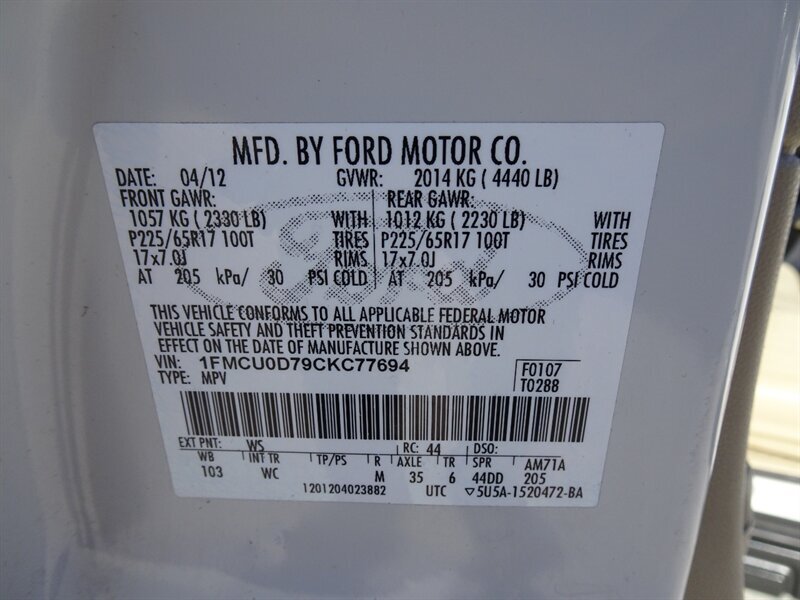 MFD. BY FORD MOTOR CO.
DATE: 04/12 GVWR: 2014 KG ( 4440 LB)
FRONT GAWR: REAR GAWR:
1057 KG ( 2330 LB) WITH 1012 KG ( 2230 LB) WITH
P225/65R17 100T TIRES P225/65R17 100T TIRES
17x7.0J RIMS 17x7.0J RIMS
AT 205 kPa/ 30 PSI COLD AT 205 kPa/ 30 PSI COLD
Ford
THIS VEHICLE CONFORMS TO ALL APPLICABLE FEDERAL MOTOR
VEHICLE SAFETY AND THEFT PREVENTION STANDARDS IN
EFFECT ON THE DATE OF MANUFACTURE SHOWN ABOVE.
VIN: 1FMCU0D79CKC77694 F0107
TYPE: MPV T0288
EXT PNT: WS RC: 44 DSO:
WB INT TR TP/PS R AXLE TR SPR AM71A
103 WC M 35 6 44DD 205
1201204023882 UTC ▽5U5A-1520472-BA